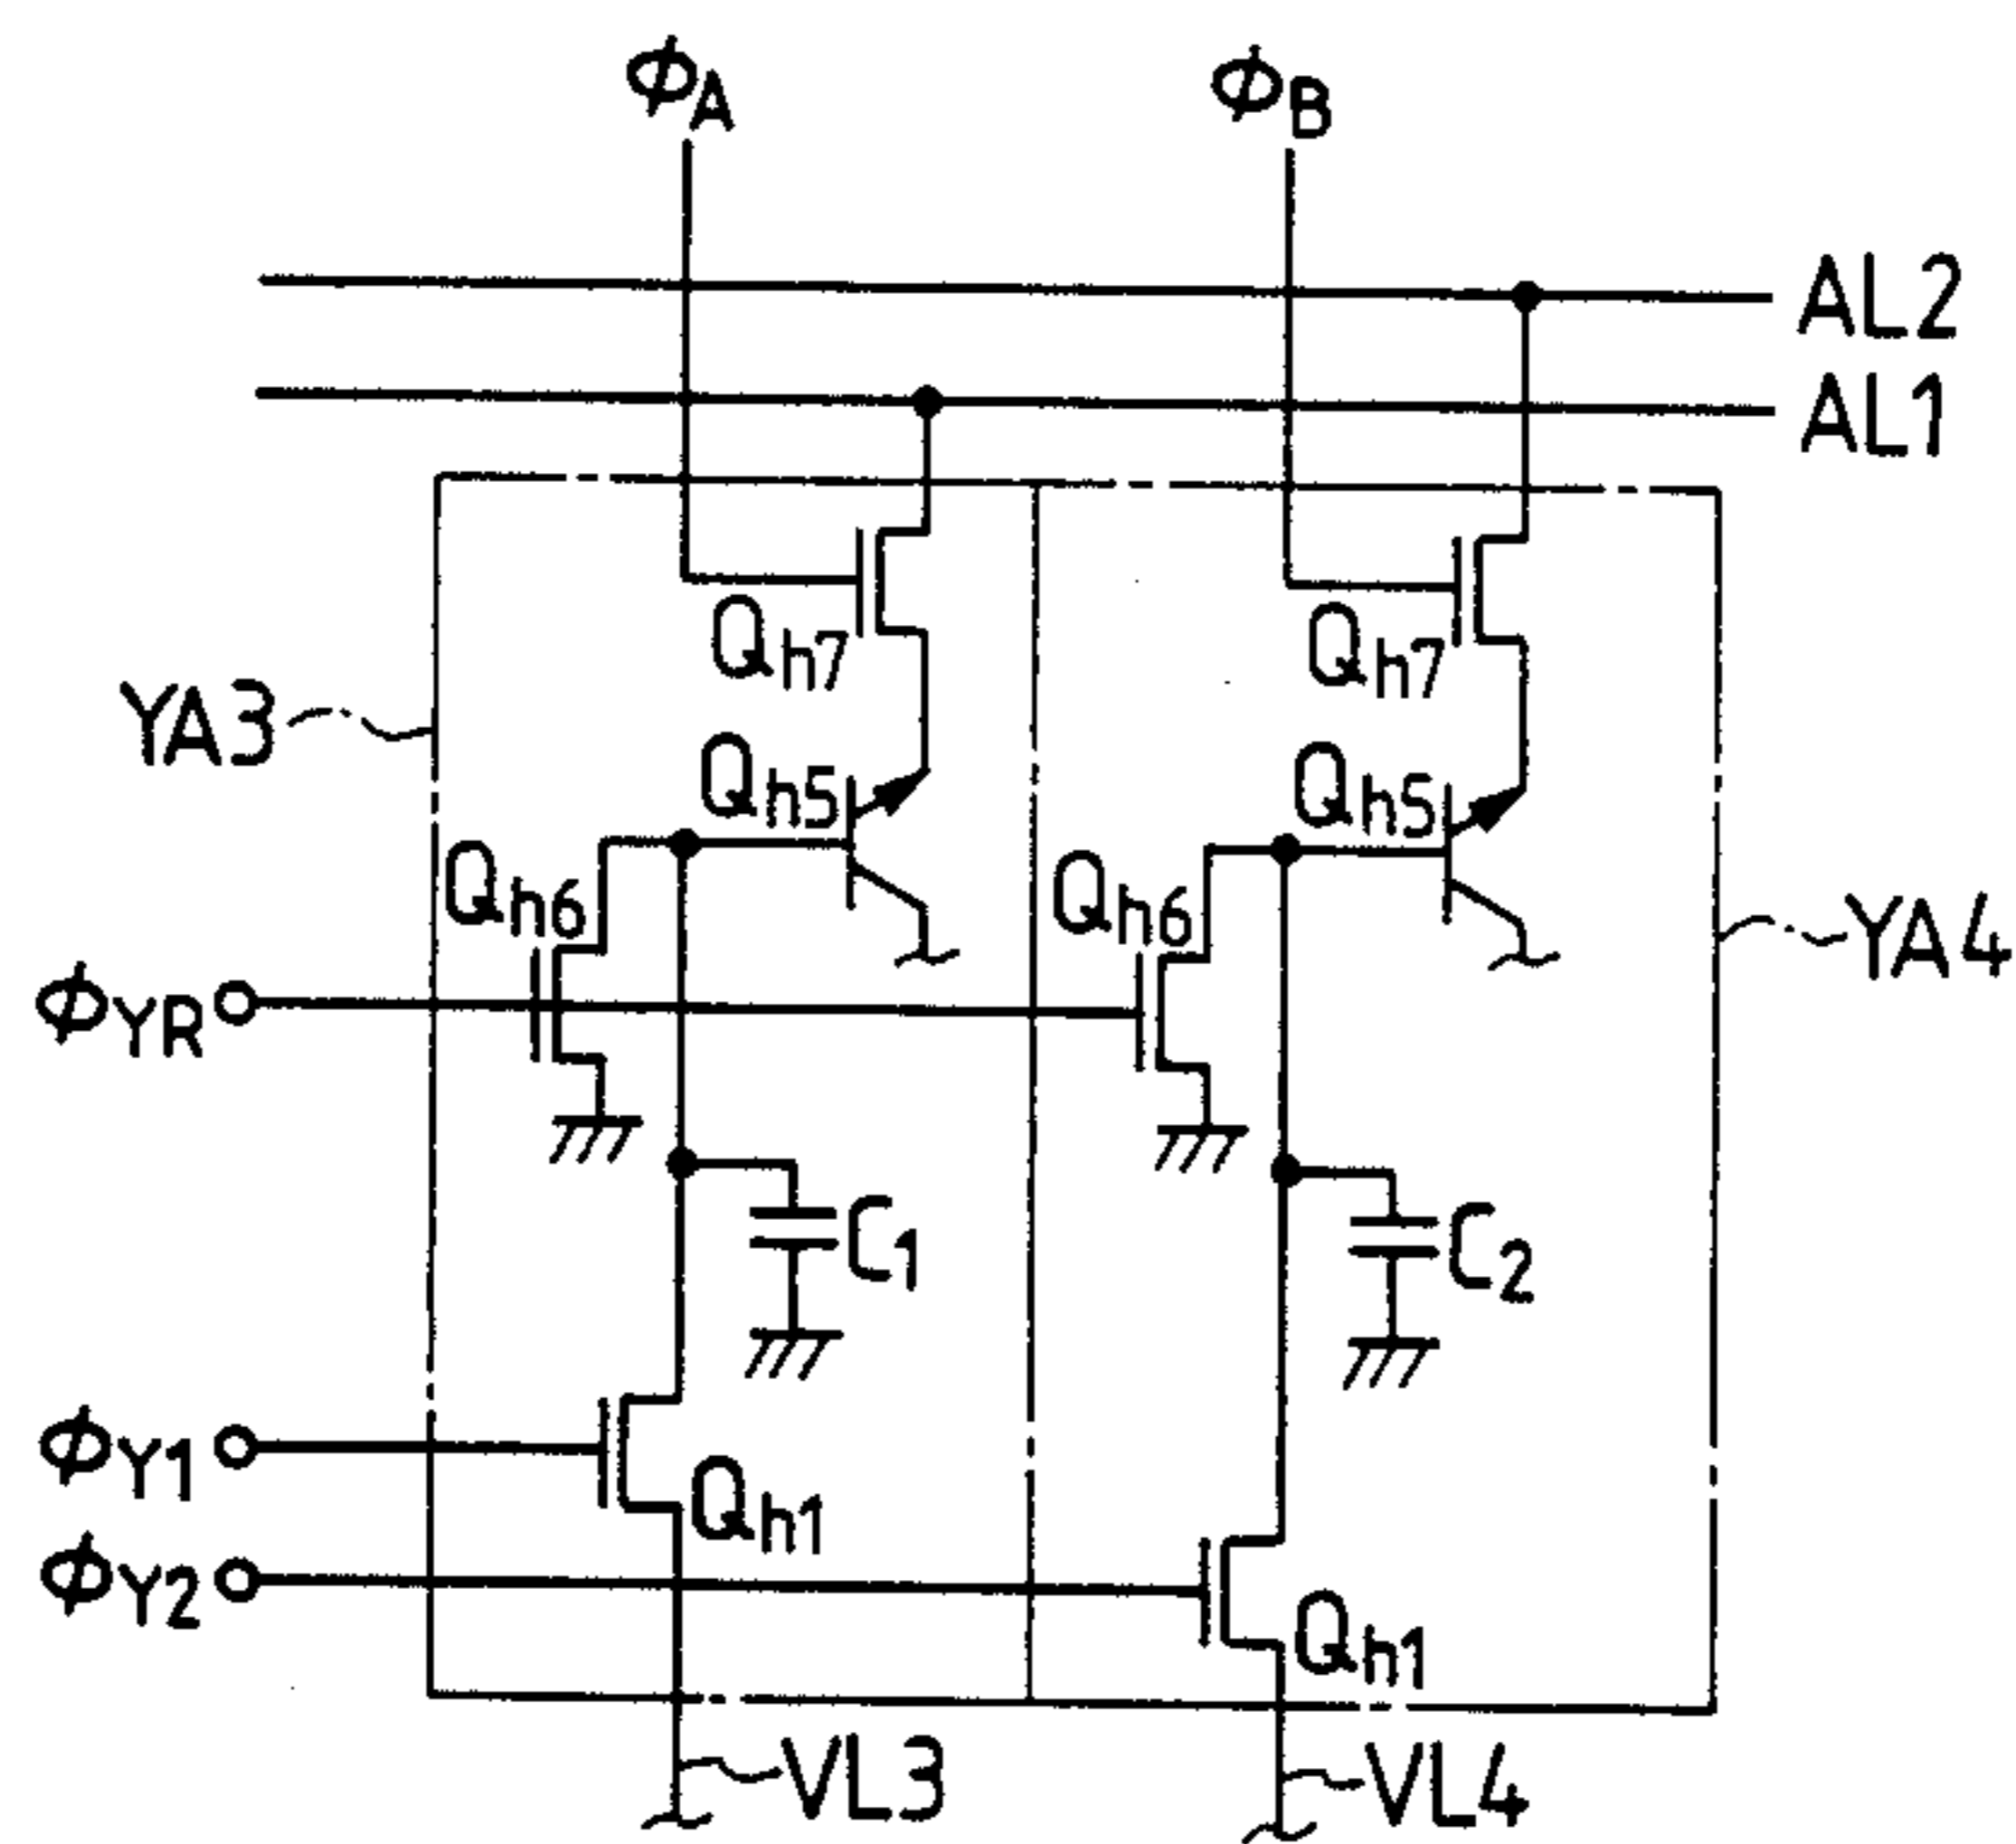 ϕA ϕB
AL2
AL1
Qh7 Qh7
YA3
Qh5 Qh5
Qh6 Qh6
YA4
ϕYR
C1 C2
ϕY1
Qh1
ϕY2
Qh1
VL3 VL4